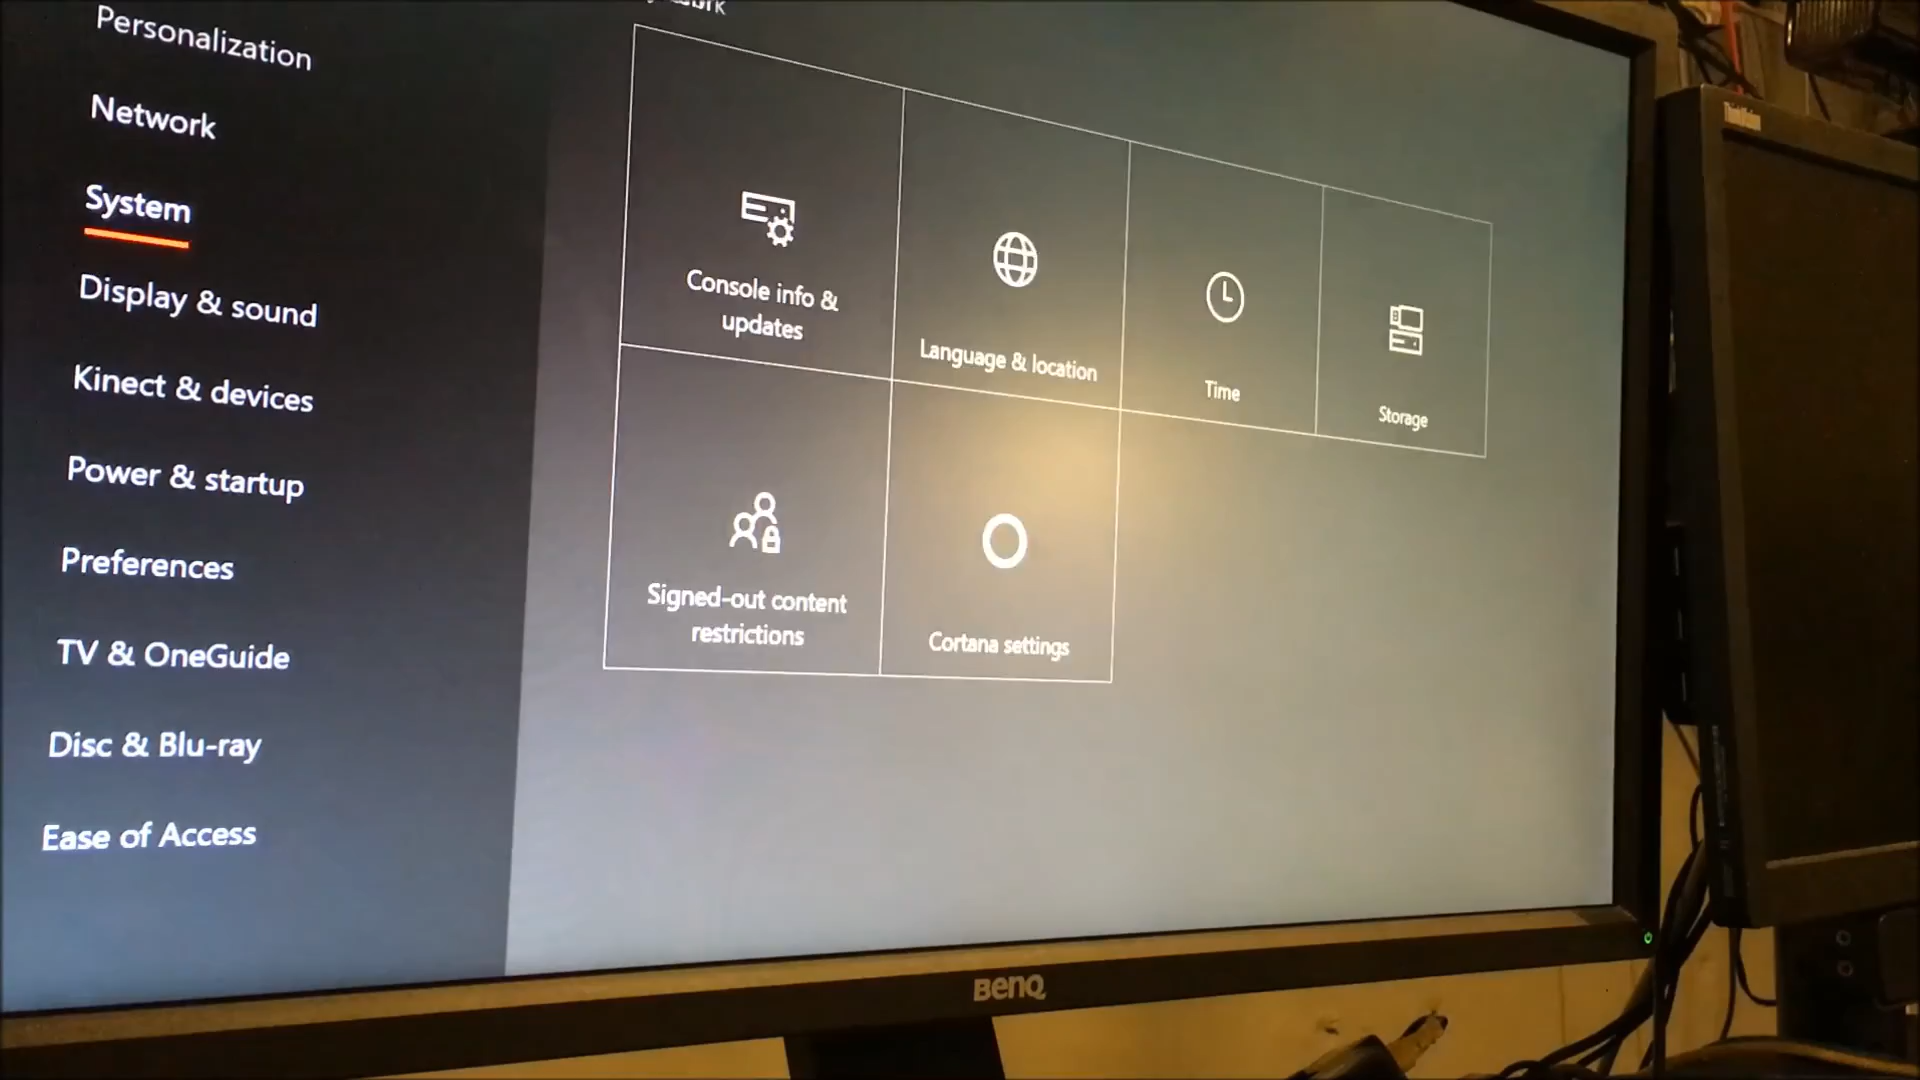 Personalization
Network
System
Display & sound
Kinect & devices
Power & startup
Preferences
TV & OneGuide
Disc & Blu-ray
Ease of Access
Console info &
updates
Language & location
Time
Storage
Signed-out content
restrictions
Cortana settings
BenQ
ThinkVision